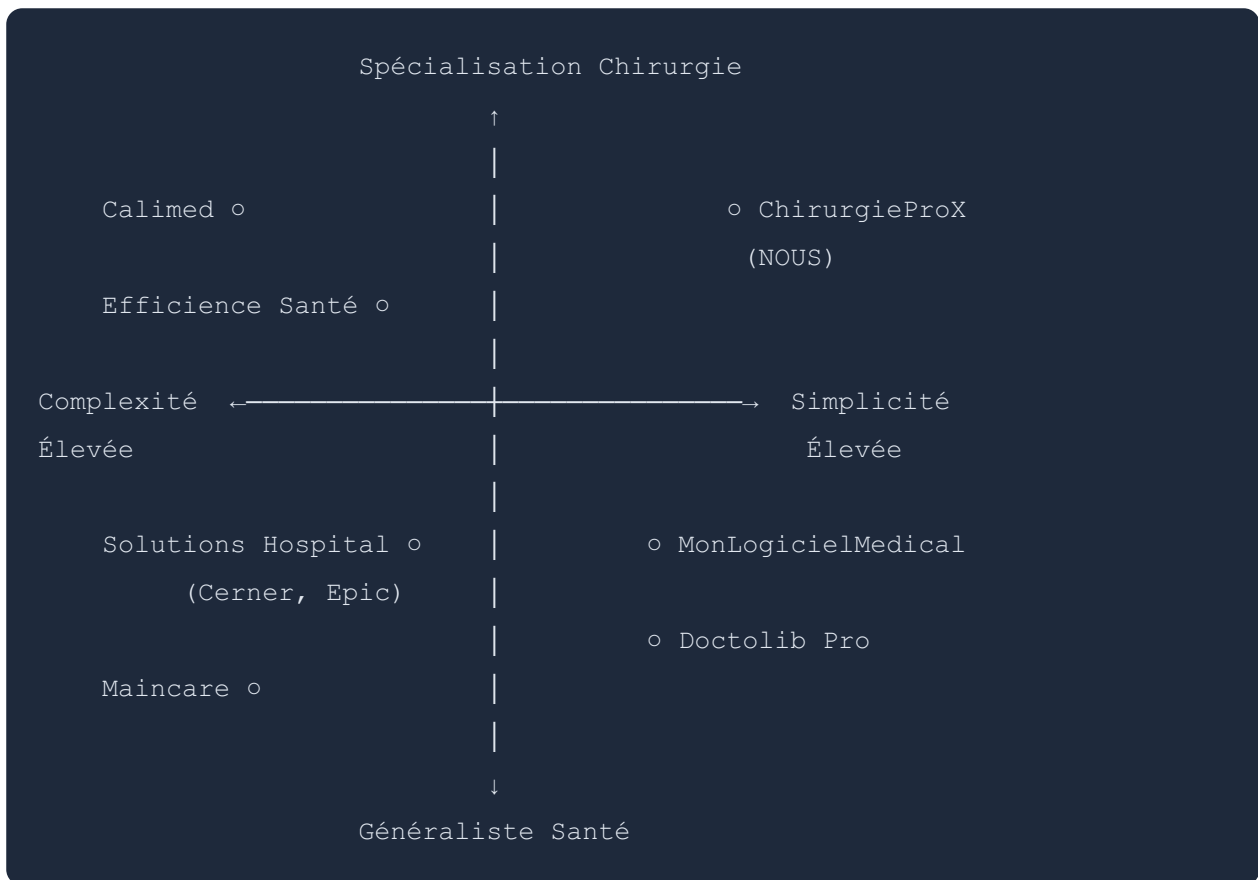 Spécialisation Chirurgie
↑
Calimed ○ ○ ChirurgieProX
(NOUS)
Efficience Santé ○
Complexité ← → Simplicité
Élevée Élevée
Solutions Hospital ○ ○ MonLogicielMedical
(Cerner, Epic)
○ Doctolib Pro
Maincare ○
↓
Généraliste Santé